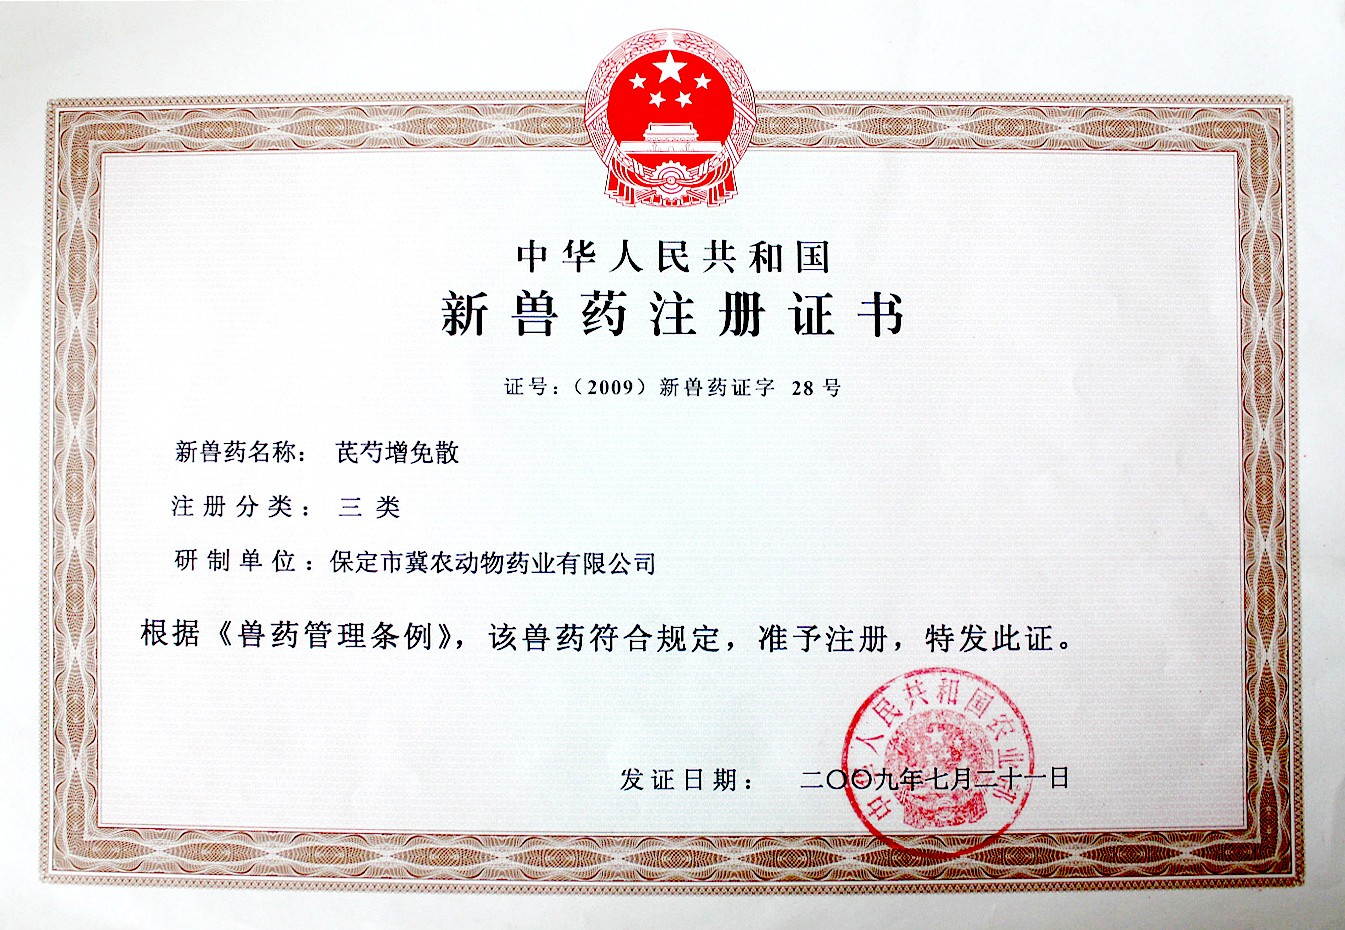 中华人民共和国
新兽药注册证书
证号：（2009）新兽药证字 28 号
新兽药名称： 芪芍增免散
注册分类： 三类
研制单位：保定市冀农动物药业有限公司
根据《兽药管理条例》，该兽药符合规定，准予注册，特发此证。
中华人民共和国农业部
发证日期： 二〇〇九年七月二十一日